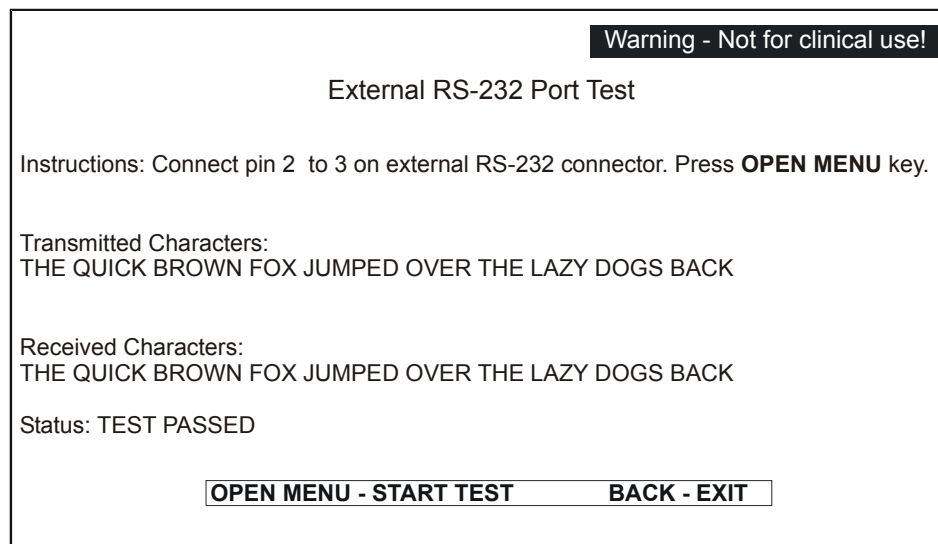 Warning - Not for clinical use!
External RS-232 Port Test
Instructions: Connect pin 2  to 3 on external RS-232 connector. Press OPEN MENU key.
Transmitted Characters:
THE QUICK BROWN FOX JUMPED OVER THE LAZY DOGS BACK
Received Characters:
THE QUICK BROWN FOX JUMPED OVER THE LAZY DOGS BACK
Status: TEST PASSED
OPEN MENU - START TEST BACK - EXIT